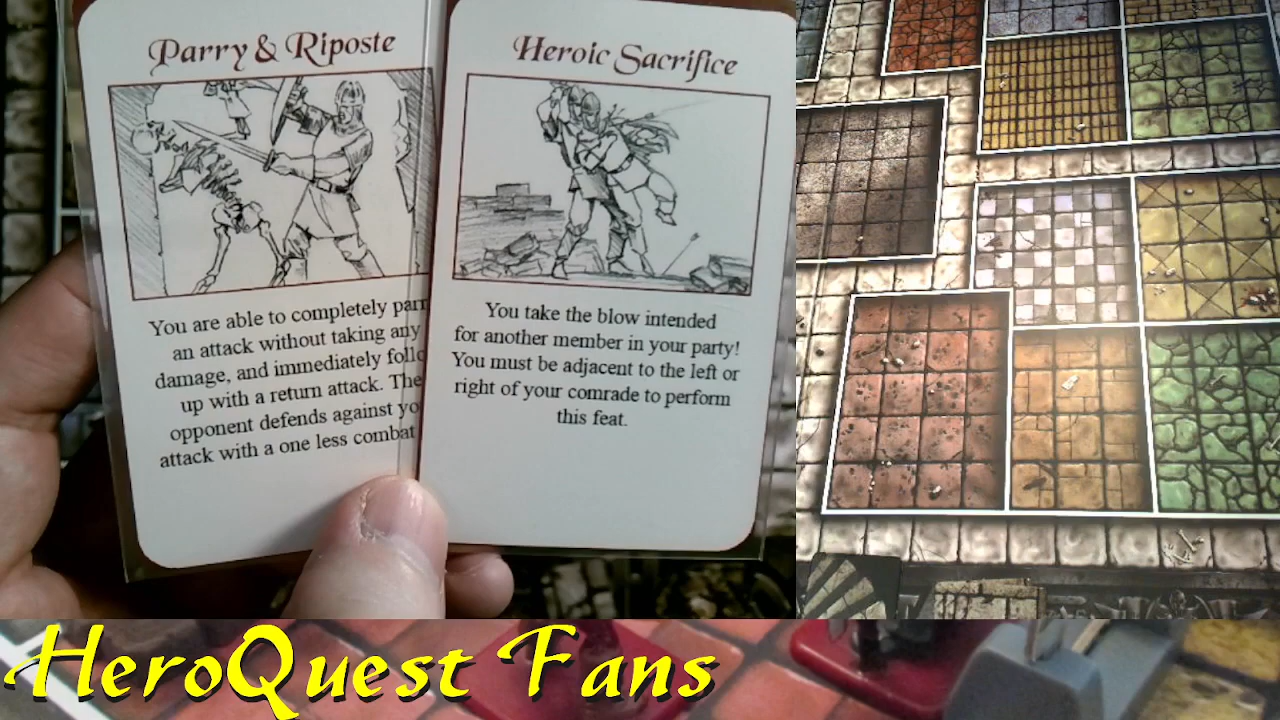 Parry & Riposte
You are able to completely
an attack without taking any
damage, and immediately
up with a return attack. The
opponent defends against
attack with a one less combat
Heroic Sacrifice
You take the blow intended
for another member in your party!
You must be adjacent to the left or
right of your comrade to perform
this feat.
HeroQuest Fans